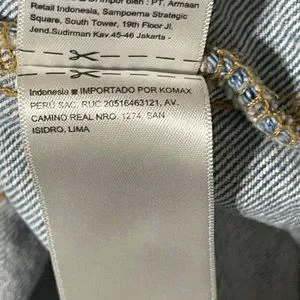 ■ Di impor oleh : PT. Armaan
Retail Indonesia, Sampoerna Strategic
Square, South Tower, 19th Floor Jl.
Jend.Sudirman Kav.45-46 Jakarta -
Indonesia ■ IMPORTADO POR KOMAX
PERÚ SAC, RUC 20516463121, AV.
CAMINO REAL NRO. 1274, SAN
ISIDRO, LIMA